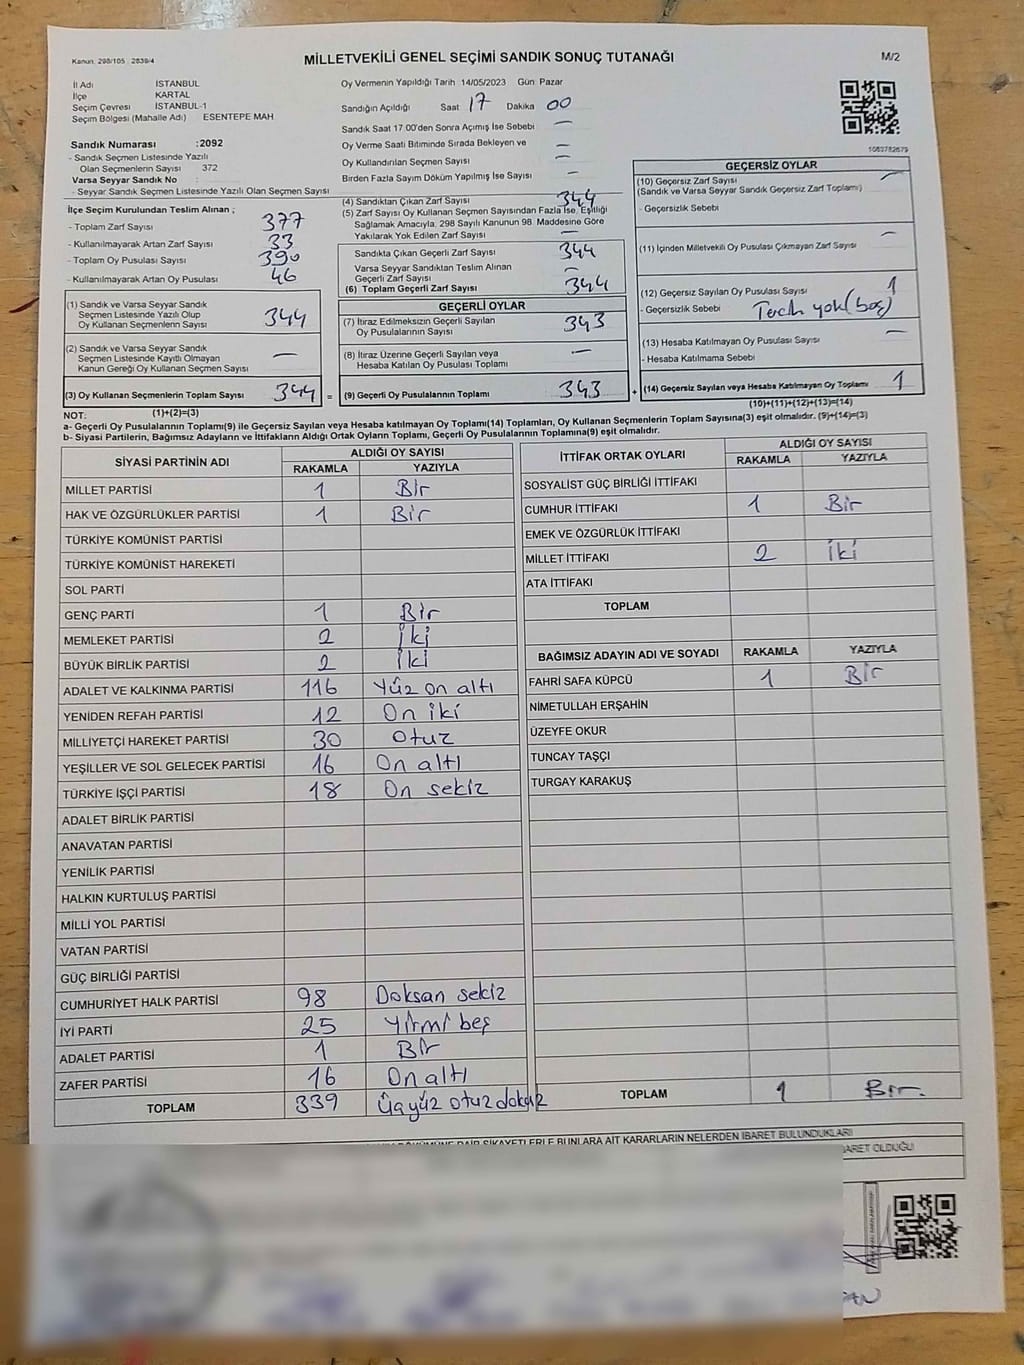 Kanun: 298/105 2839/4
MİLLETVEKİLİ GENEL SEÇİMİ SANDIK SONUÇ TUTANAĞI
M/2
İl Adı İSTANBUL
İlçe KARTAL
Seçim Çevresi İSTANBUL-1
Seçim Bölgesi (Mahalle Adı) ESENTEPE MAH.
Sandık Numarası :2092
- Sandık Seçmen Listesinde Yazılı
Olan Seçmenlerin Sayısı 372
Varsa Seyyar Sandık No :
- Seyyar Sandık Seçmen Listesinde Yazılı Olan Seçmen Sayısı
Oy Vermenin Yapıldığı Tarih 14/05/2023 Gün Pazar
Sandığın Açıldığı Saat 17 Dakika 00
Sandık Saat 17.00'den Sonra Açılmış İse Sebebi —
Oy Verme Saati Bitiminde Sırada Bekleyen ve —
Oy Kullandırılan Seçmen Sayısı —
Birden Fazla Sayım Döküm Yapılmış İse Sayısı —
1083782679
İlçe Seçim Kurulundan Teslim Alınan ;
- Toplam Zarf Sayısı 377
- Kullanılmayarak Artan Zarf Sayısı 33
- Toplam Oy Pusulası Sayısı 390
- Kullanılmayarak Artan Oy Pusulası 46
(4) Sandıktan Çıkan Zarf Sayısı 344
(5) Zarf Sayısı Oy Kullanan Seçmen Sayısından Fazla İse, Eşitliği
Sağlamak Amacıyla, 298 Sayılı Kanunun 98. Maddesine Göre
Yakılarak Yok Edilen Zarf Sayısı —
Sandıkta Çıkan Geçerli Zarf Sayısı 344
Varsa Seyyar Sandıktan Teslim Alınan
Geçerli Zarf Sayısı —
(6) Toplam Geçerli Zarf Sayısı 344
GEÇERSİZ OYLAR
(10) Geçersiz Zarf Sayısı —
(Sandık ve Varsa Seyyar Sandık Geçersiz Zarf Toplamı)
- Geçersizlik Sebebi
(11) İçinden Milletvekili Oy Pusulası Çıkmayan Zarf Sayısı —
(12) Geçersiz Sayılan Oy Pusulası Sayısı 1
- Geçersizlik Sebebi Tercih yok (boş)
(13) Hesaba Katılmayan Oy Pusulası Sayısı —
- Hesaba Katılmama Sebebi
(14) Geçersiz Sayılan veya Hesaba Katılmayan Oy Toplamı 1
(10)+(11)+(12)+(13)=(14)
(1) Sandık ve Varsa Seyyar Sandık
Seçmen Listesinde Yazılı Olup
Oy Kullanan Seçmenlerin Sayısı 344
(2) Sandık ve Varsa Seyyar Sandık
Seçmen Listesinde Kayıtlı Olmayan
Kanun Gereği Oy Kullanan Seçmen Sayısı —
(3) Oy Kullanan Seçmenlerin Toplam Sayısı 344 =
(1)+(2)=(3)
GEÇERLİ OYLAR
(7) İtiraz Edilmeksizin Geçerli Sayılan
Oy Pusulalarının Sayısı 343
(8) İtiraz Üzerine Geçerli Sayılan veya
Hesaba Katılan Oy Pusulası Toplamı —
(9) Geçerli Oy Pusulalarının Toplamı 343 +
NOT:
a- Geçerli Oy Pusulalarının Toplamı(9) ile Geçersiz Sayılan veya Hesaba katılmayan Oy Toplamı(14) Toplamları, Oy Kullanan Seçmenlerin Toplam Sayısına(3) eşit olmalıdır. (9)+(14)=(3)
b- Siyasi Partilerin, Bağımsız Adayların ve İttifakların Aldığı Ortak Oyların Toplamı, Geçerli Oy Pusulalarının Toplamına(9) eşit olmalıdır.
SİYASİ PARTİNİN ADI ALDIĞI OY SAYISI
RAKAMLA YAZIYLA
MİLLET PARTİSİ 1 Bir
HAK VE ÖZGÜRLÜKLER PARTİSİ 1 Bir
TÜRKİYE KOMÜNİST PARTİSİ
TÜRKİYE KOMÜNİST HAREKETİ
SOL PARTİ
GENÇ PARTİ 1 Bir
MEMLEKET PARTİSİ 2 İki
BÜYÜK BİRLİK PARTİSİ 2 İki
ADALET VE KALKINMA PARTİSİ 116 Yüz on altı
YENİDEN REFAH PARTİSİ 12 On iki
MİLLİYETÇİ HAREKET PARTİSİ 30 Otuz
YEŞİLLER VE SOL GELECEK PARTİSİ 16 On altı
TÜRKİYE İŞÇİ PARTİSİ 18 On sekiz
ADALET BİRLİK PARTİSİ
ANAVATAN PARTİSİ
YENİLİK PARTİSİ
HALKIN KURTULUŞ PARTİSİ
MİLLİ YOL PARTİSİ
VATAN PARTİSİ
GÜÇ BİRLİĞİ PARTİSİ
CUMHURİYET HALK PARTİSİ 98 Doksan sekiz
İYİ PARTİ 25 Yirmi beş
ADALET PARTİSİ 1 Bir
ZAFER PARTİSİ 16 On altı
TOPLAM 339 Üçyüz otuz dokuz
İTTİFAK ORTAK OYLARI ALDIĞI OY SAYISI
RAKAMLA YAZIYLA
SOSYALİST GÜÇ BİRLİĞİ İTTİFAKI
CUMHUR İTTİFAKI 1 Bir
EMEK VE ÖZGÜRLÜK İTTİFAKI
MİLLET İTTİFAKI 2 İki
ATA İTTİFAKI
TOPLAM
BAĞIMSIZ ADAYIN ADI VE SOYADI RAKAMLA YAZIYLA
FAHRİ SAFA KÜPCÜ 1 Bir
NİMETULLAH ERŞAHİN
ÜZEYFE OKUR
TUNCAY TAŞÇI
TURGAY KARAKUŞ
TOPLAM 1 Bir.
DÖKÜMÜNE DAİR ŞİKAYETLERLE BUNLARA AİT KARARLARIN NELERDEN İBARET BULUNDUKLARI
OLDUĞU